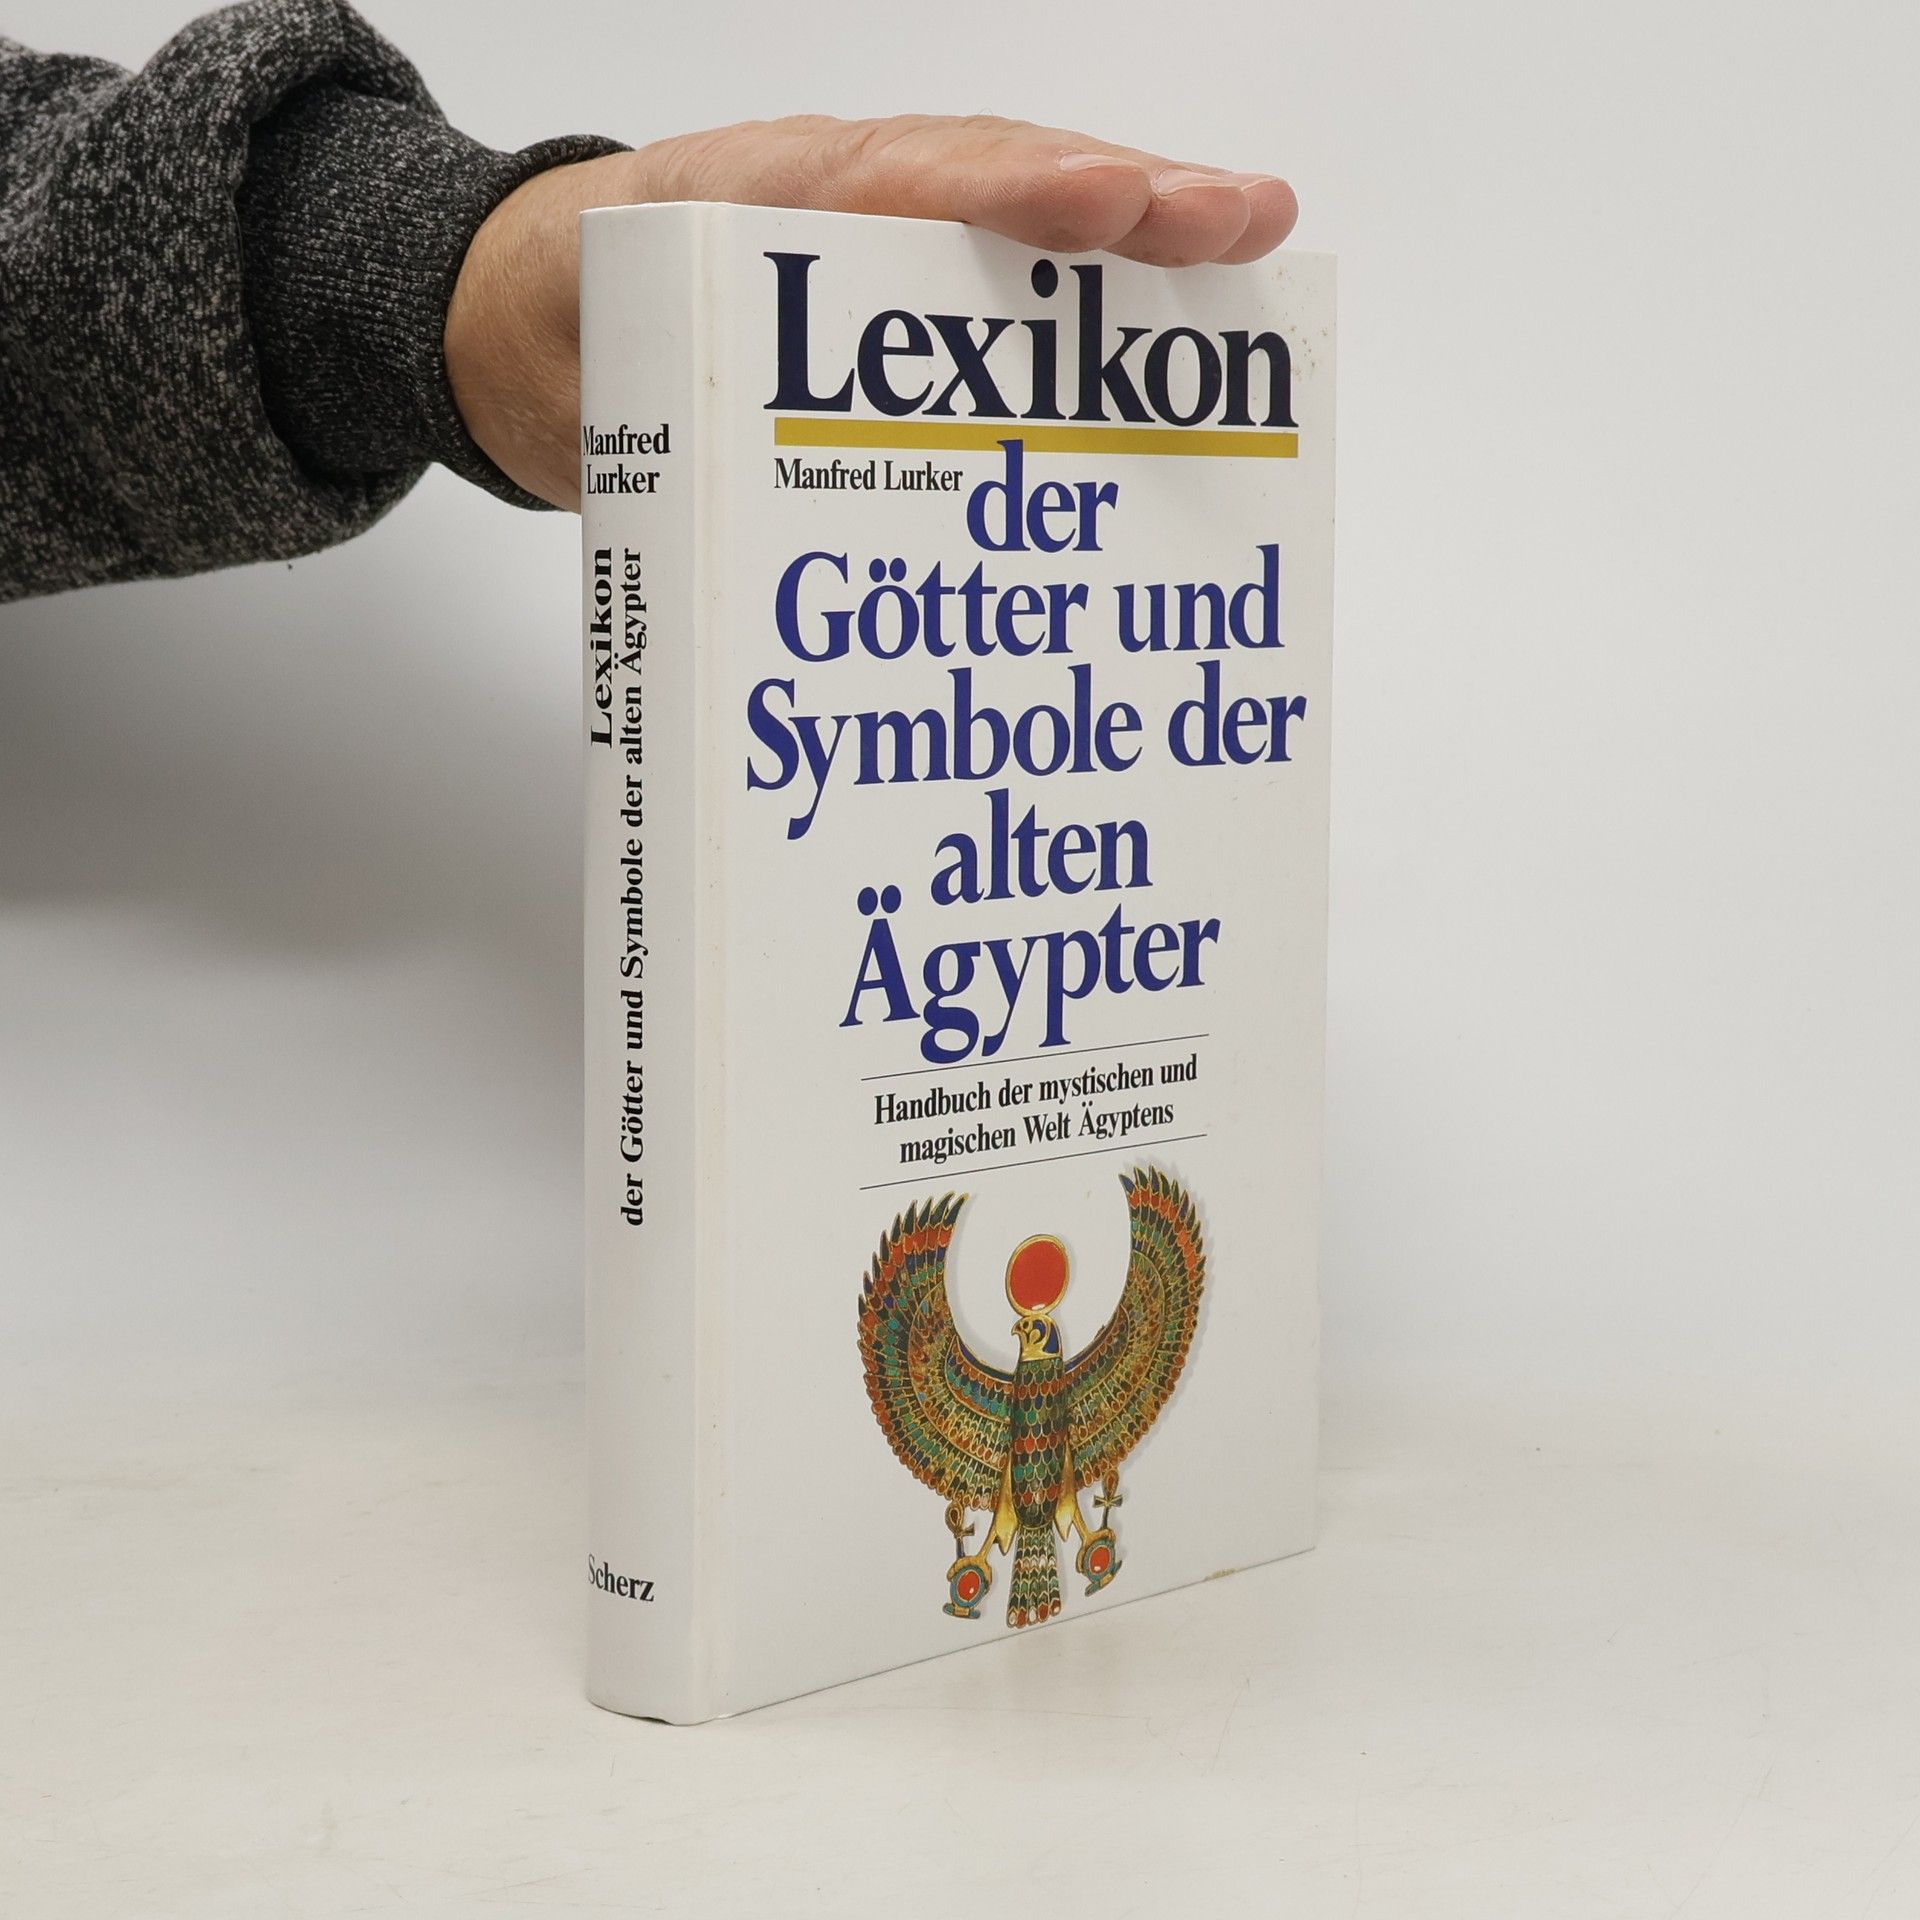 Manfred
Lurker
Lexikon
der Götter und Symbole der alten Ägypter
Scherz
Lexikon
Manfred Lurker
der
Götter und
Symbole der
alten
Ägypter
Handbuch der mystischen und
magischen Welt Ägyptens